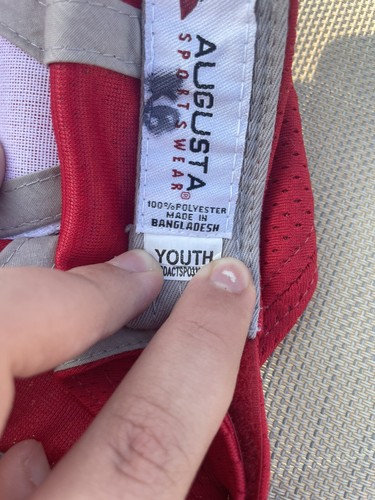 AUGUSTA
SPORTSWEAR®
100%POLYESTER
MADE IN
BANGLADESH
YOUTH